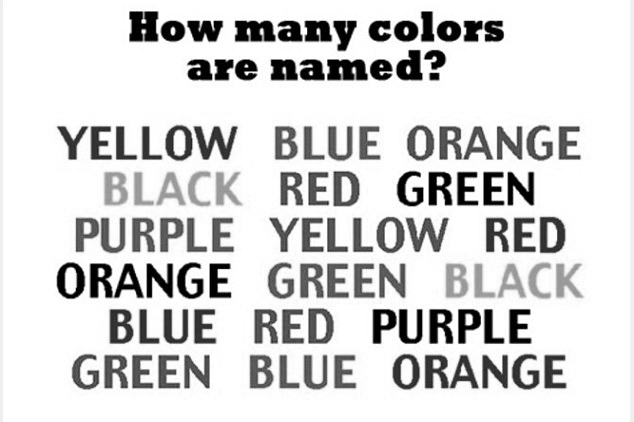 How many colors
are named?
YELLOW BLUE ORANGE
BLACK RED GREEN
PURPLE YELLOW RED
ORANGE GREEN BLACK
BLUE RED PURPLE
GREEN BLUE ORANGE